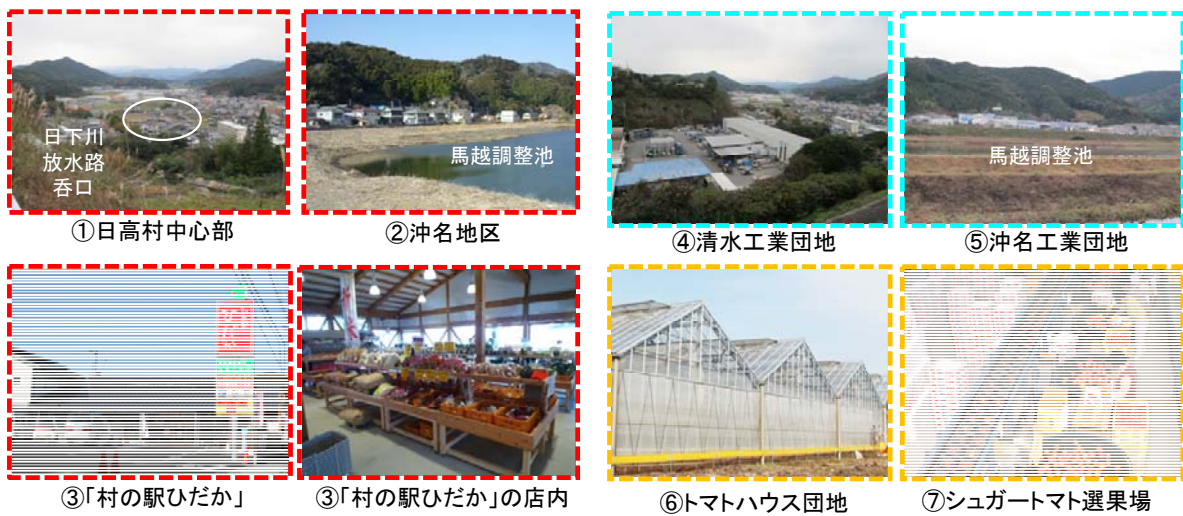 日下川
放水路
呑口
①日高村中心部
馬越調整池
②沖名地区
④清水工業団地
馬越調整池
⑤沖名工業団地
③「村の駅ひだか」
③「村の駅ひだか」の店内
⑥トマトハウス団地
⑦シュガートマト選果場